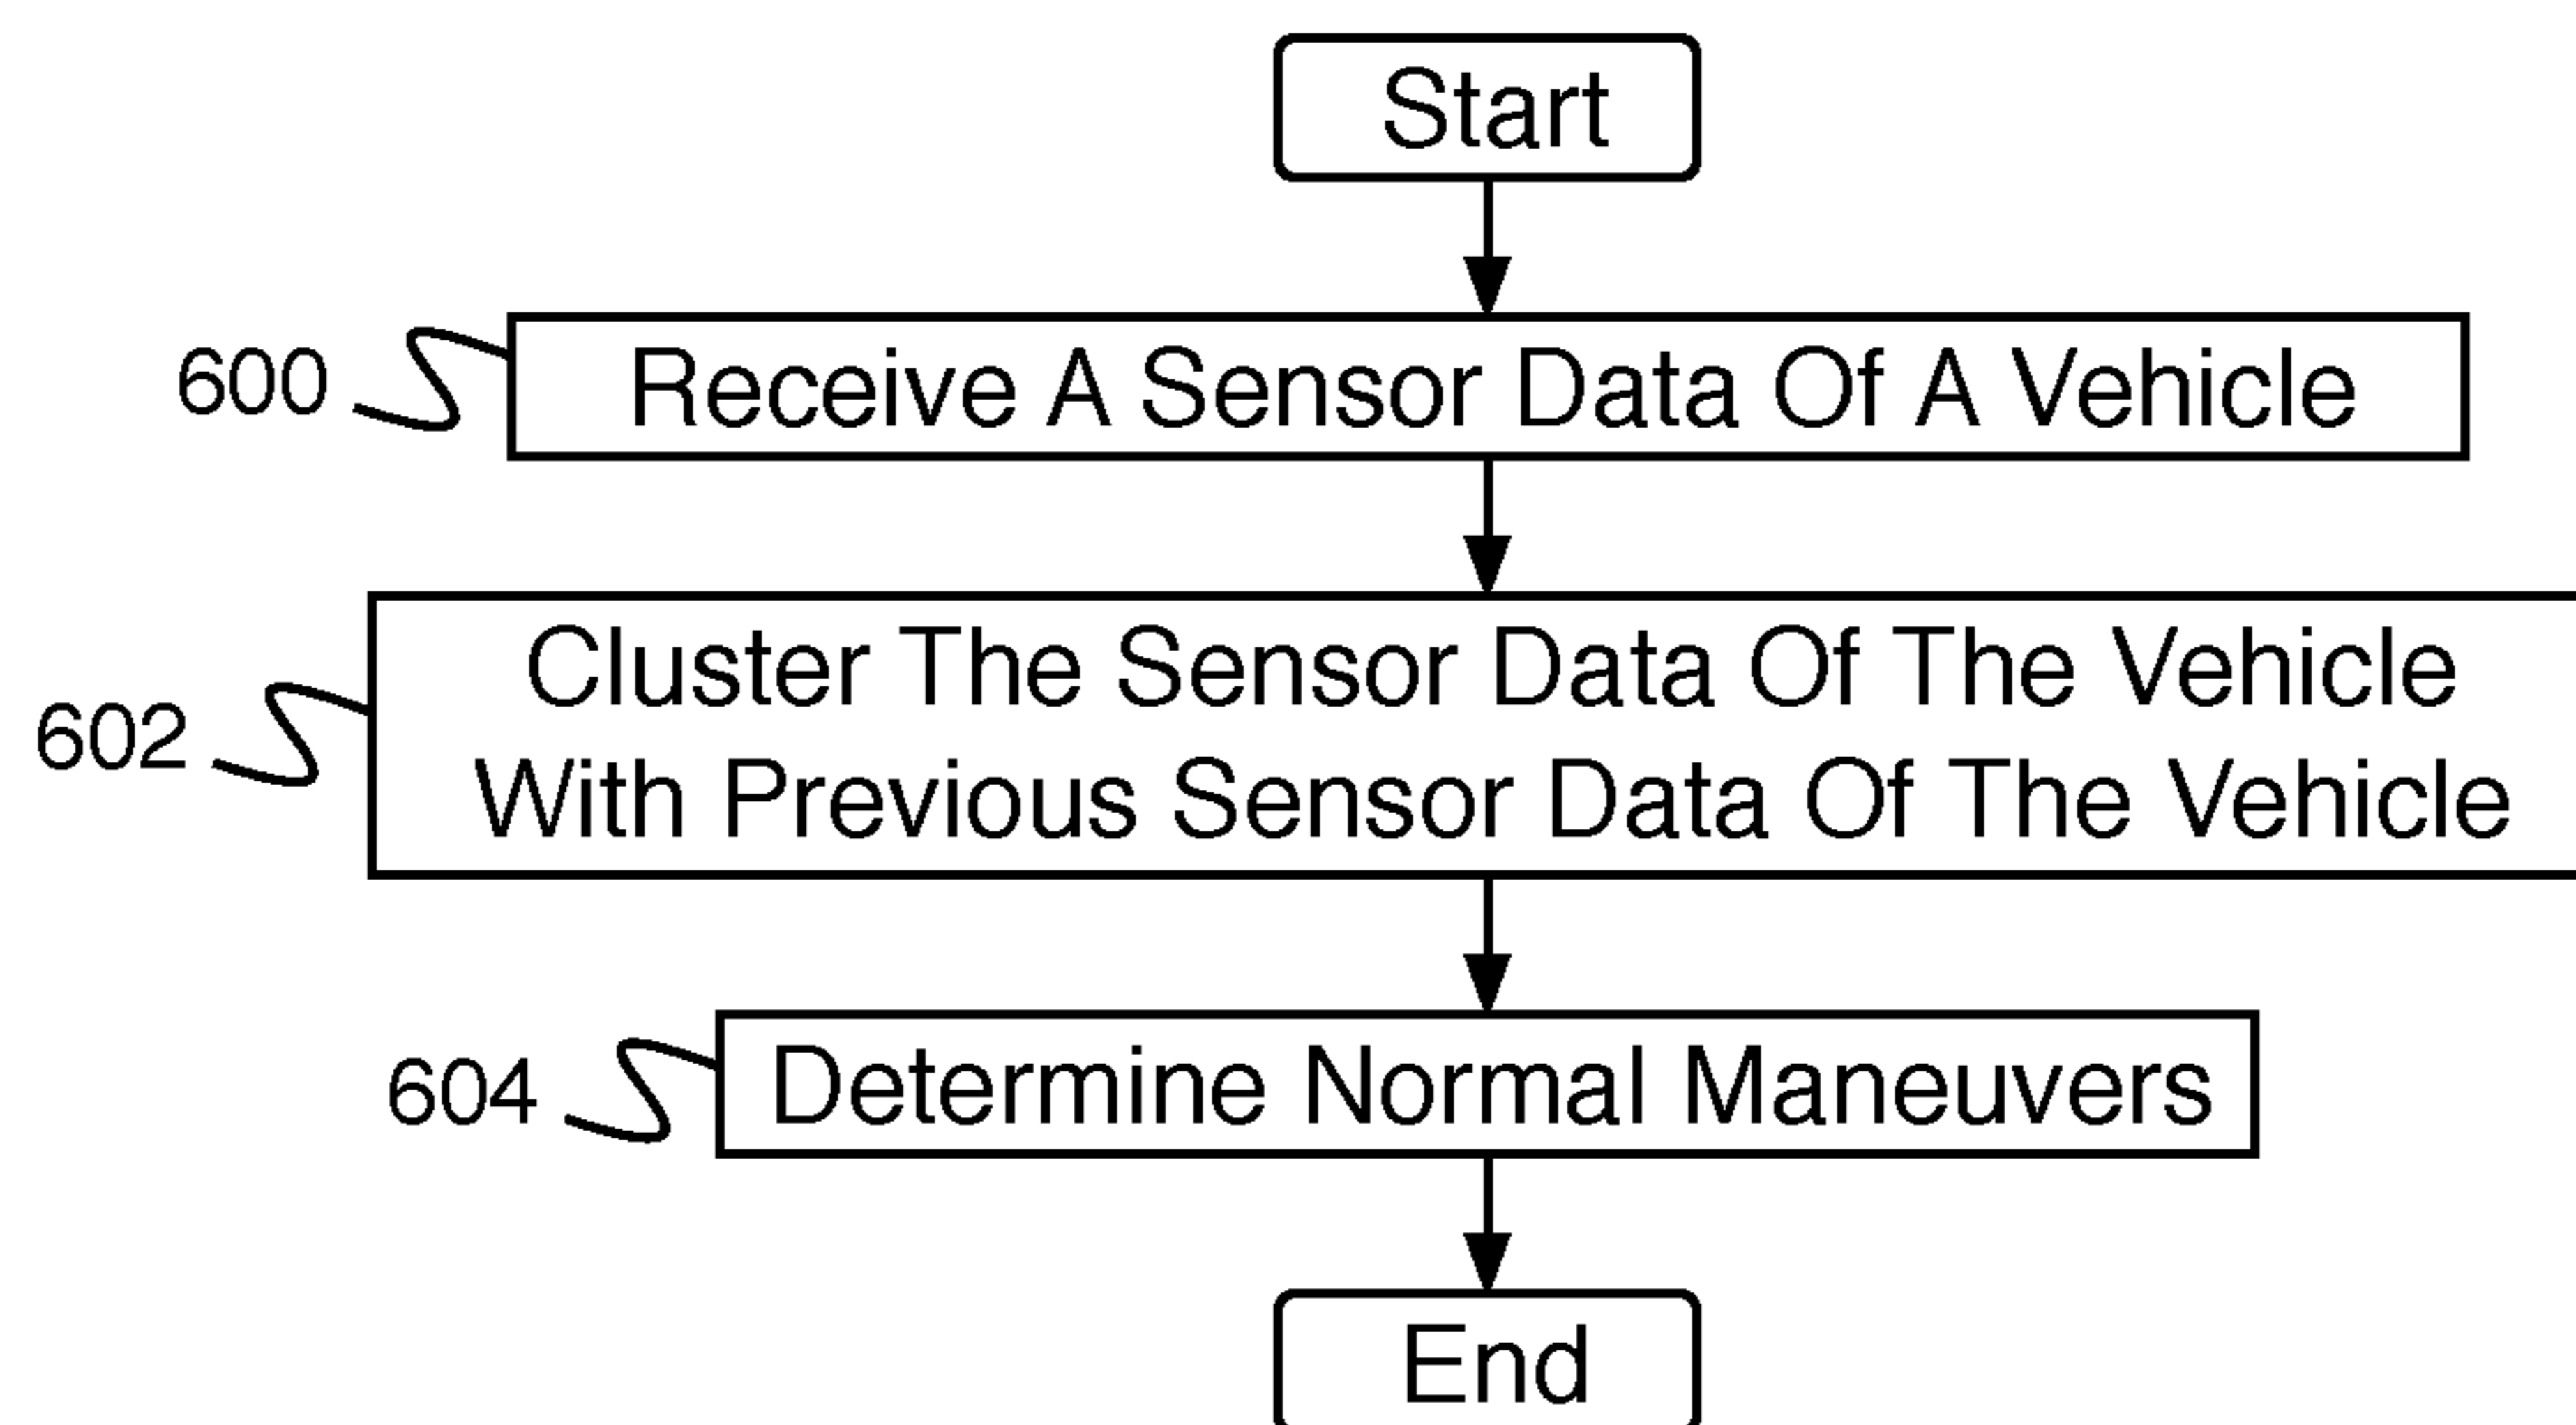 Start
600
Receive A Sensor Data Of A Vehicle
602
Cluster The Sensor Data Of The Vehicle
With Previous Sensor Data Of The Vehicle
604
Determine Normal Maneuvers
End